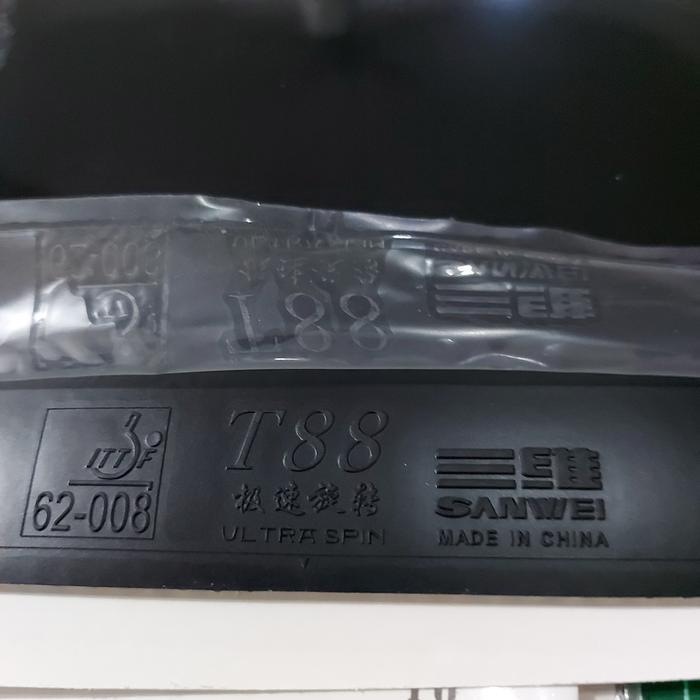 ITTF
62-008
T88
极速旋转
ULTRA SPIN
三维
SANWEI
MADE IN CHINA